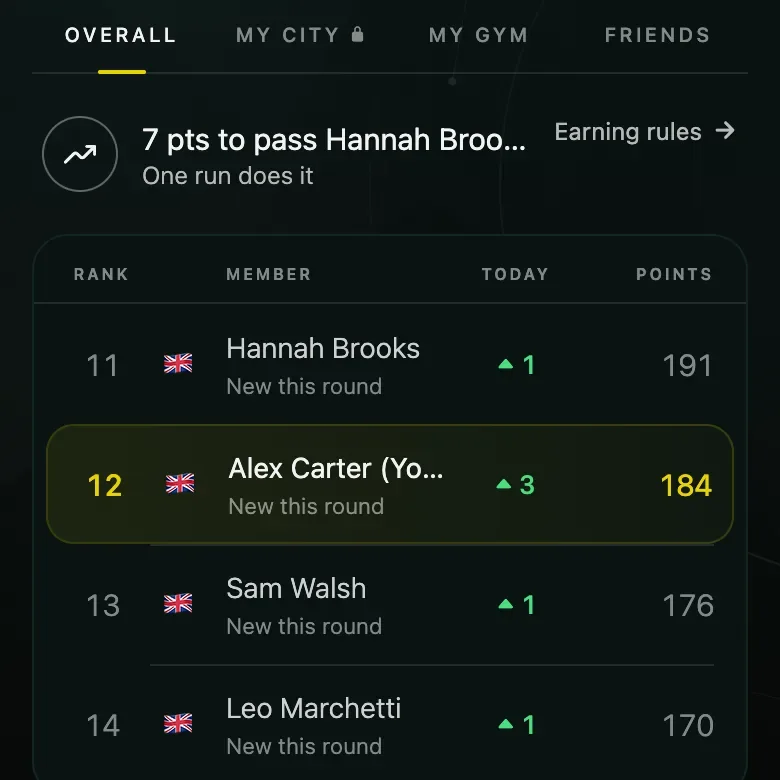 OVERALL MY CITY MY GYM FRIENDS
7 pts to pass Hannah Broo... Earning rules →
One run does it
RANK MEMBER TODAY POINTS
11 Hannah Brooks ▲ 1 191
New this round
12 Alex Carter (Yo... ▲ 3 184
New this round
13 Sam Walsh ▲ 1 176
New this round
14 Leo Marchetti ▲ 1 170
New this round